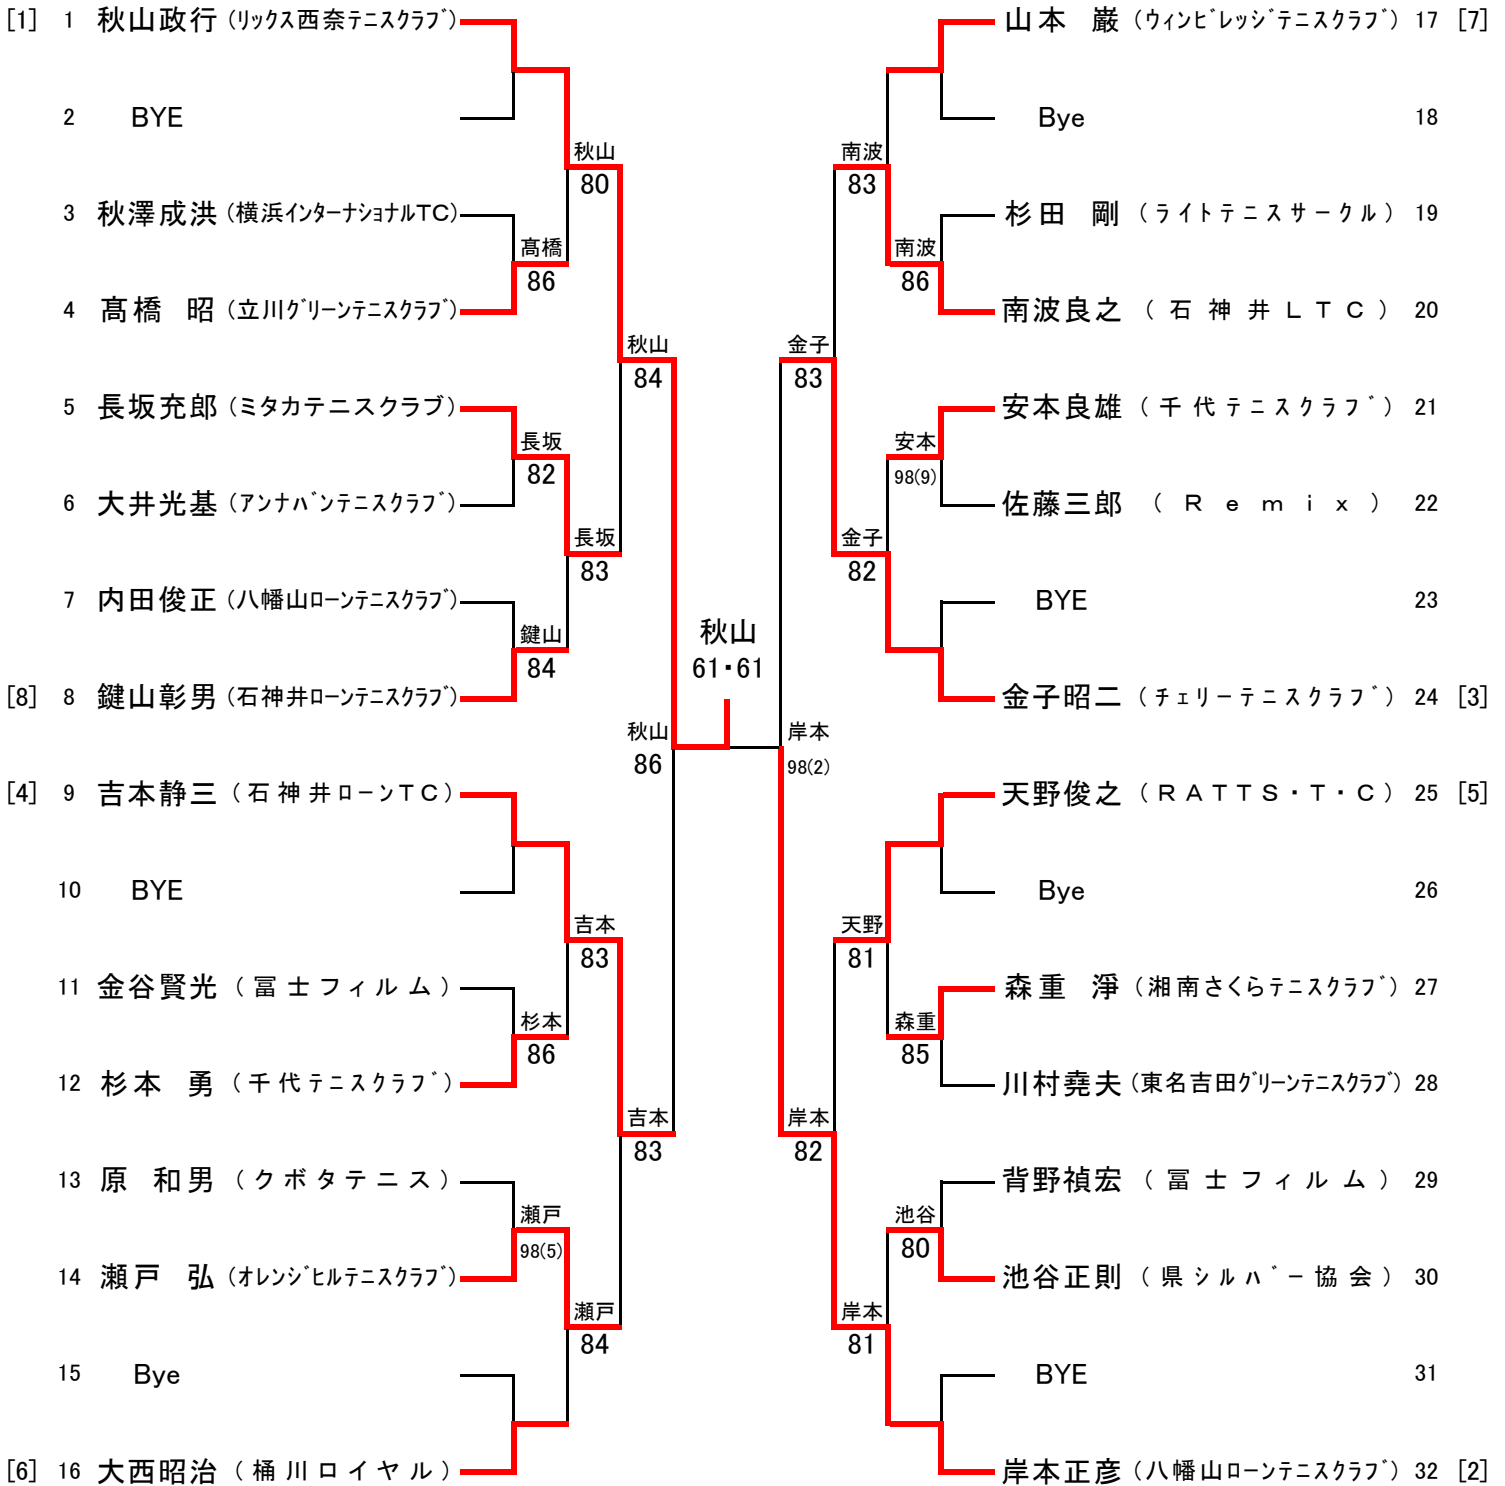 [1] 1 秋山政行 (リックス西奈テニスクラブ)
2 BYE
秋山
80
3 秋澤成洪 (横浜インターナショナルTC)
髙橋
86
4 髙橋 昭 (立川グリーンテニスクラブ)
秋山
84
5 長坂充郎 (ミタカテニスクラブ)
長坂
82
6 大井光基 (アンナバンテニスクラブ)
長坂
83
7 内田俊正 (八幡山ローンテニスクラブ)
鍵山
84
[8] 8 鍵山彰男 (石神井ローンテニスクラブ)
秋山
86
[4] 9 吉本静三 (石神井ローンTC)
10 BYE
吉本
83
11 金谷賢光 (冨士フィルム)
杉本
86
12 杉本 勇 (千代テニスクラブ)
吉本
83
13 原 和男 (クボタテニス)
瀬戸
98(5)
14 瀬戸 弘 (オレンジヒルテニスクラブ)
瀬戸
84
15 Bye
[6] 16 大西昭治 (桶川ロイヤル)
秋山
61・61
山本 巌 (ウィンビレッジテニスクラブ) 17 [7]
Bye 18
南波
83
杉田 剛 (ライトテニスサークル) 19
南波
86
南波良之 (石神井LTC) 20
金子
83
安本良雄 (千代テニスクラブ) 21
安本
98(9)
佐藤三郎 (Remix) 22
金子
82
BYE 23
金子昭二 (チェリーテニスクラブ) 24 [3]
岸本
98(2)
天野俊之 (RATTS・T・C) 25 [5]
Bye 26
天野
81
森重 淨 (湘南さくらテニスクラブ) 27
森重
85
川村堯夫 (東名吉田グリーンテニスクラブ) 28
岸本
82
背野禎宏 (冨士フィルム) 29
池谷
80
池谷正則 (県シルバー協会) 30
岸本
81
BYE 31
岸本正彦 (八幡山ローンテニスクラブ) 32 [2]